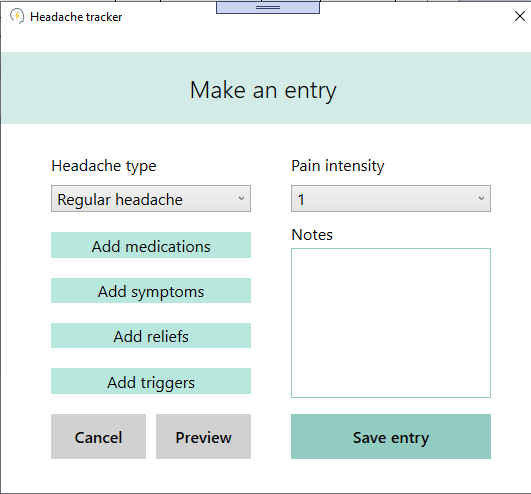 Headache tracker
Make an entry
Headache type
Regular headache
Add medications
Add symptoms
Add reliefs
Add triggers
Cancel
Preview
Pain intensity
1
Notes
Save entry